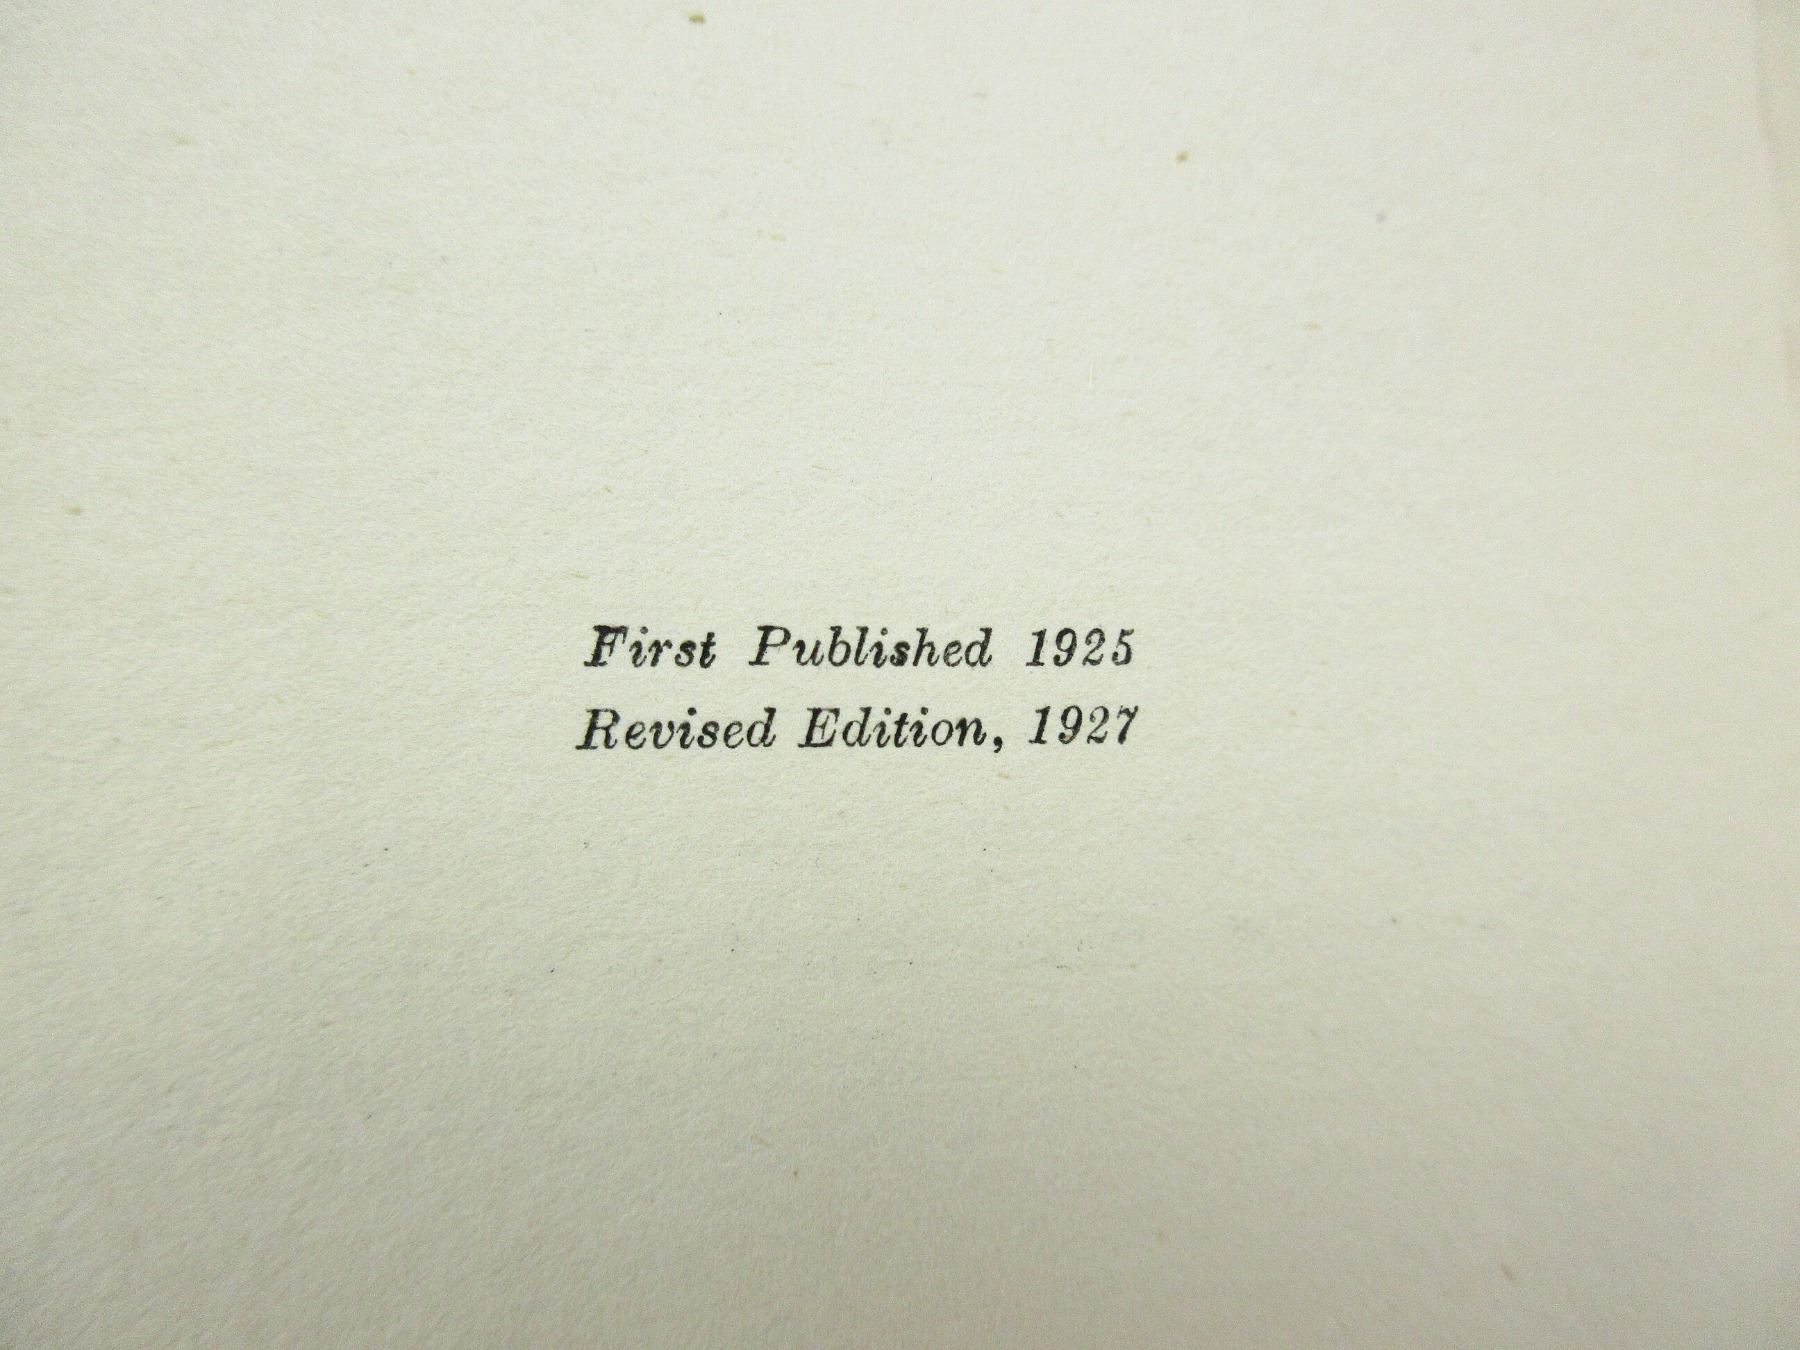 First Published 1925
Revised Edition, 1927